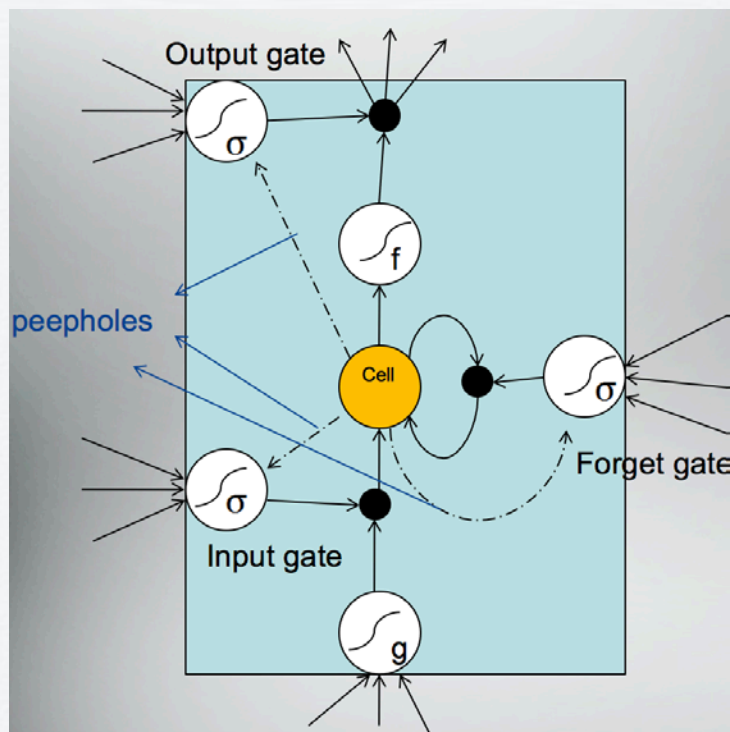 Output gate
σ
f
peepholes
Cell
σ
Forget gate
σ
Input gate
g